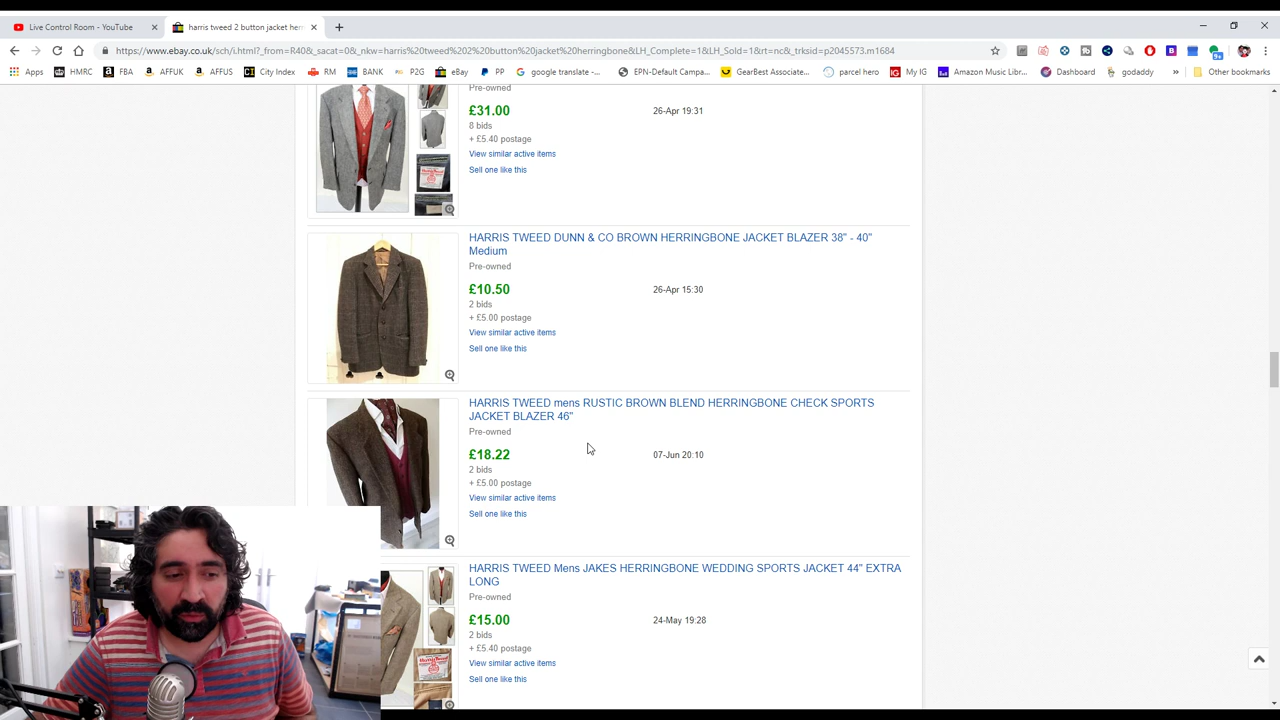 Live Control Room - YouTube
harris tweed 2 button jacket herr
https://www.ebay.co.uk/sch/i.html?_from=R40&_sacat=0&_nkw=harris%20tweed%202%20button%20jacket%20herringbone&LH_Complete=1&LH_Sold=1&rt=nc&_trksid=p2045573.m1684
Apps HMRC FBA AFFUK AFFUS City Index RM BANK P2G eBay PP google translate -... EPN-Default Campa... GearBest Associate... parcel hero My IG Amazon Music Libr... Dashboard godaddy » Other bookmarks
Pre-owned
£31.00 26-Apr 19:31
8 bids
+ £5.40 postage
View similar active items
Sell one like this
HARRIS TWEED DUNN & CO BROWN HERRINGBONE JACKET BLAZER 38" - 40"
Medium
Pre-owned
£10.50 26-Apr 15:30
2 bids
+ £5.00 postage
View similar active items
Sell one like this
HARRIS TWEED mens RUSTIC BROWN BLEND HERRINGBONE CHECK SPORTS
JACKET BLAZER 46"
Pre-owned
£18.22 07-Jun 20:10
2 bids
+ £5.00 postage
View similar active items
Sell one like this
HARRIS TWEED Mens JAKES HERRINGBONE WEDDING SPORTS JACKET 44" EXTRA
LONG
Pre-owned
£15.00 24-May 19:28
2 bids
+ £5.40 postage
View similar active items
Sell one like this